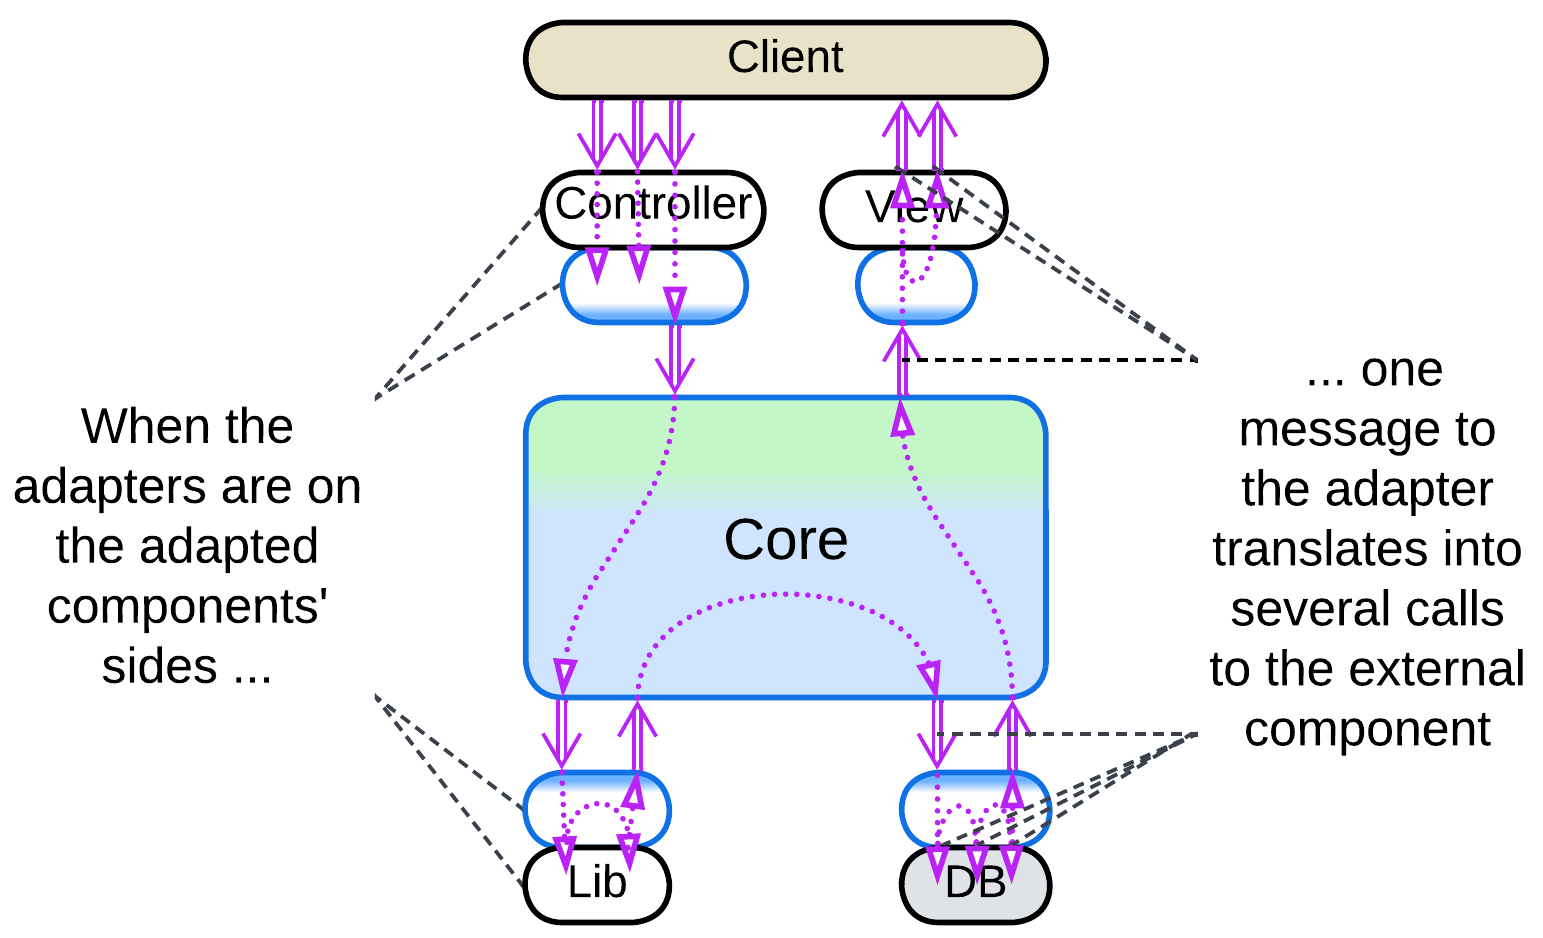 Client
Controller
View
When the
adapters are on
the adapted
components'
sides ...
... one
message to
the adapter
translates into
several calls
to the external
component
Core
Lib
DB